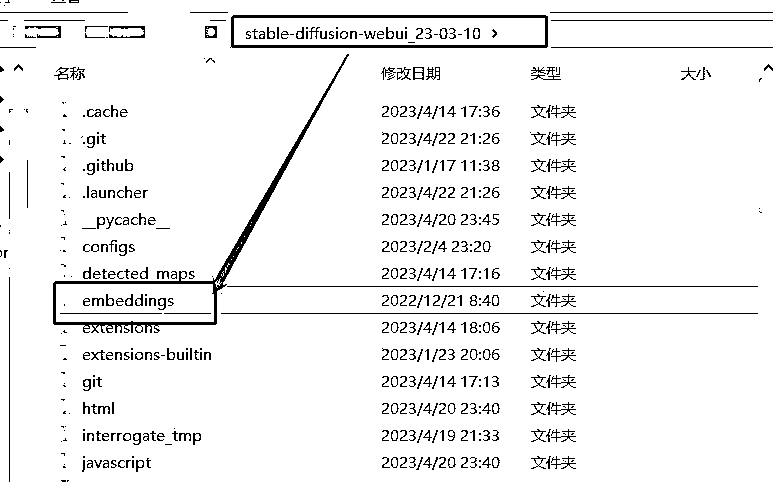 stable-diffusion-webui_23-03-10 >
名称 修改日期 类型 大小
.cache 2023/4/14 17:36 文件夹
.git 2023/4/22 21:26 文件夹
.github 2023/1/17 11:38 文件夹
.launcher 2023/4/22 21:26 文件夹
__pycache__ 2023/4/20 23:45 文件夹
configs 2023/2/4 23:20 文件夹
detected_maps 2023/4/14 17:16 文件夹
embeddings 2022/12/21 8:40 文件夹
extensions 2023/4/14 18:06 文件夹
extensions-builtin 2023/1/23 20:06 文件夹
git 2023/4/14 17:13 文件夹
html 2023/4/20 23:40 文件夹
interrogate_tmp 2023/4/19 21:33 文件夹
javascript 2023/4/20 23:40 文件夹